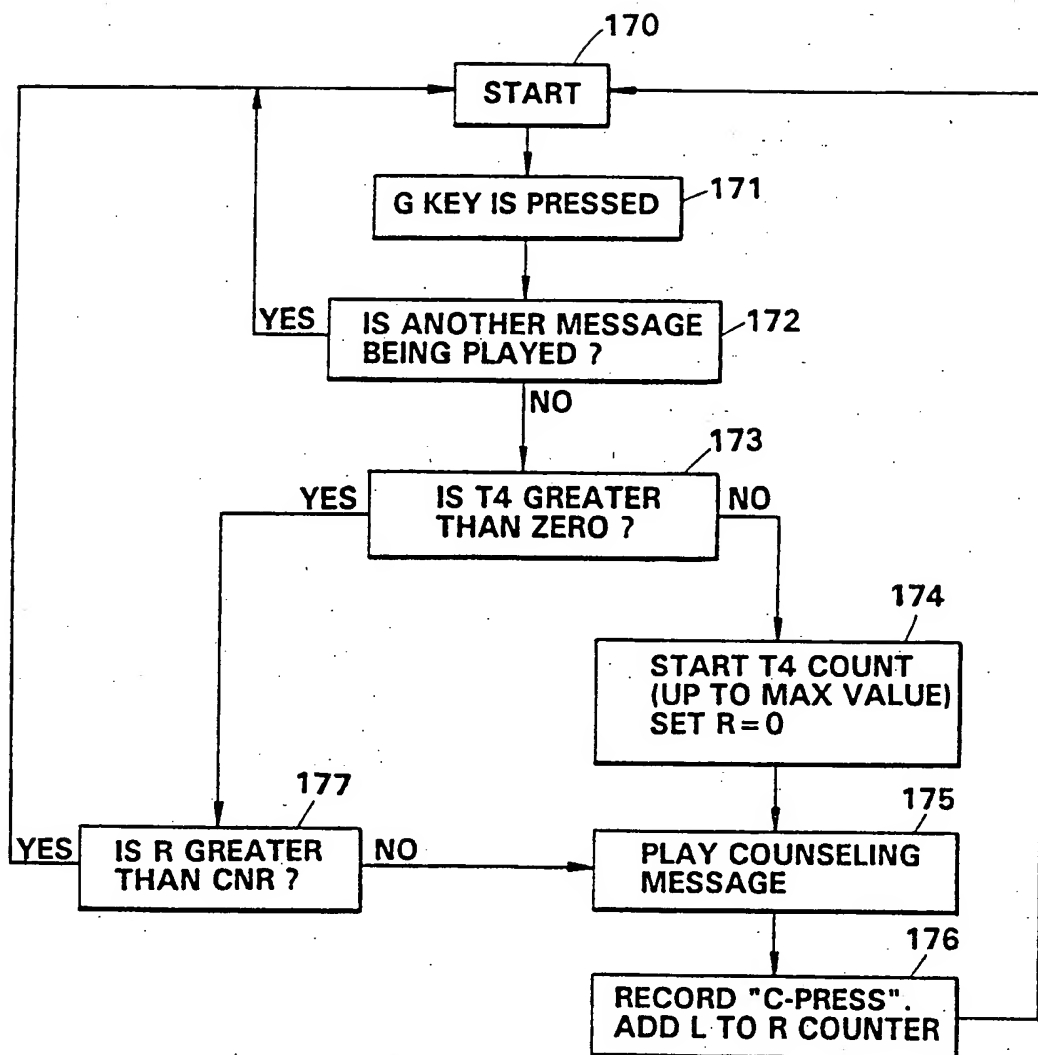 170
START
G KEY IS PRESSED
171
YES
IS ANOTHER MESSAGE
BEING PLAYED ?
172
NO
173
YES
IS T4 GREATER
THAN ZERO ?
NO
174
START T4 COUNT
(UP TO MAX VALUE)
SET R=0
177
175
YES
IS R GREATER
THAN CNR ?
NO
PLAY COUNSELING
MESSAGE
176
RECORD "C-PRESS".
ADD L TO R COUNTER